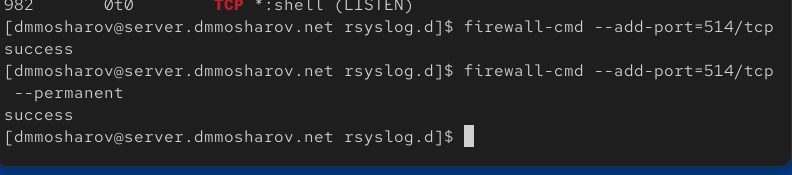 982       0t0        TCP *:shell (LISTEN)
[dmmosharov@server.dmmosharov.net rsyslog.d]$ firewall-cmd --add-port=514/tcp
success
[dmmosharov@server.dmmosharov.net rsyslog.d]$ firewall-cmd --add-port=514/tcp
 --permanent
success
[dmmosharov@server.dmmosharov.net rsyslog.d]$